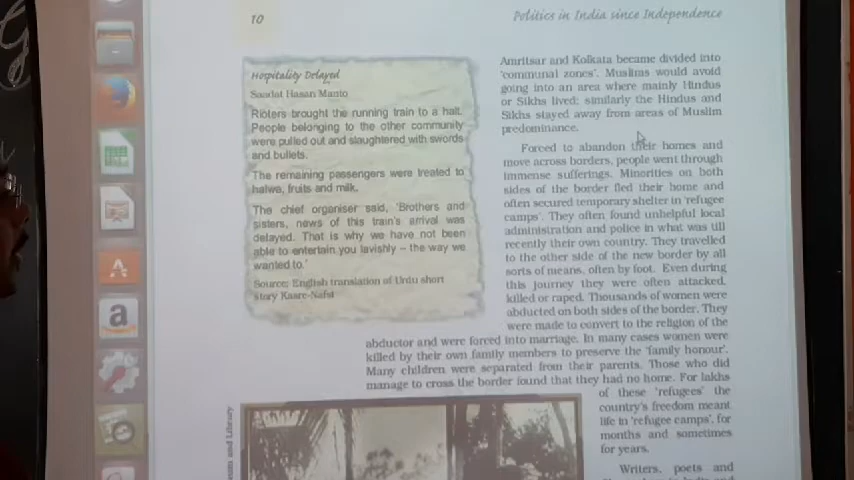 10
Politics in India since Independence
Hospitality Delayed
Saadat Hasan Manto
Rioters brought the running train to a halt.
People belonging to the other community
were pulled out and slaughtered with swords
and bullets.
The remaining passengers were treated to
halwa, fruits and milk.
The chief organiser said, 'Brothers and
sisters, news of this train's arrival was
delayed. That is why we have not been
able to entertain you lavishly – the way we
wanted to.'
Source: English translation of Urdu short
story Kasre-Nafsi
Amritsar and Kolkata became divided into
'communal zones'. Muslims would avoid
going into an area where mainly Hindus
or Sikhs lived; similarly the Hindus and
Sikhs stayed away from areas of Muslim
predominance.
Forced to abandon their homes and
move across borders, people went through
immense sufferings. Minorities on both
sides of the border fled their home and
often secured temporary shelter in 'refugee
camps'. They often found unhelpful local
administration and police in what was till
recently their own country. They travelled
to the other side of the new border by all
sorts of means, often by foot. Even during
this journey they were often attacked,
killed or raped. Thousands of women were
abducted on both sides of the border. They
were made to convert to the religion of the
abductor and were forced into marriage. In many cases women were
killed by their own family members to preserve the 'family honour'.
Many children were separated from their parents. Those who did
manage to cross the border found that they had no home. For lakhs
of these 'refugees' the
country's freedom meant
life in 'refugee camps', for
months and sometimes
for years.
Writers, poets and